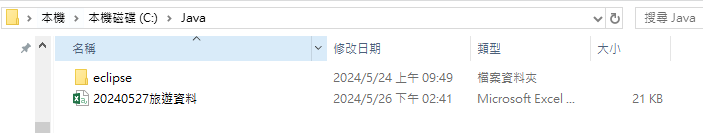 本機 > 本機磁碟 (C:) > Java 搜尋 Java
名稱 修改日期 類型 大小
eclipse 2024/5/24 上午 09:49 檔案資料夾
20240527旅遊資料 2024/5/26 下午 02:41 Microsoft Excel ... 21 KB